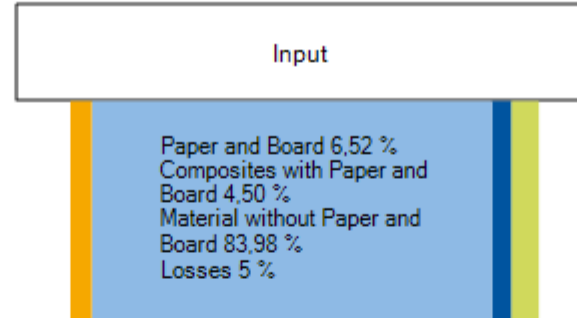 Input
Paper and Board 6,52 %
Composites with Paper and
Board 4,50 %
Material without Paper and
Board 83,98 %
Losses 5 %